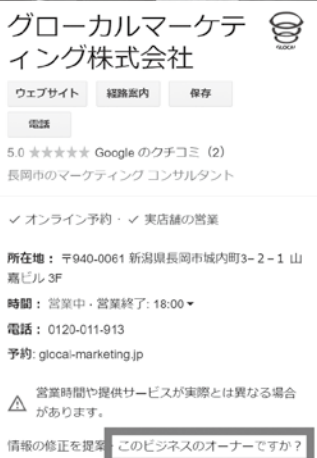 グローカルマーケテ
ィング株式会社
GLOCAL
ウェブサイト 経路案内 保存
電話
5.0 ★★★★★ Google のクチコミ（2）
長岡市のマーケティング コンサルタント
✓ オンライン予約・✓ 実店舗の営業
所在地： 〒940-0061 新潟県長岡市城内町3−2−1 山
嘉ビル 3F
時間： 営業中・営業終了: 18:00
電話： 0120-011-913
予約: glocal-marketing.jp
営業時間や提供サービスが実際とは異なる場合
があります。
情報の修正を提案 このビジネスのオーナーですか？